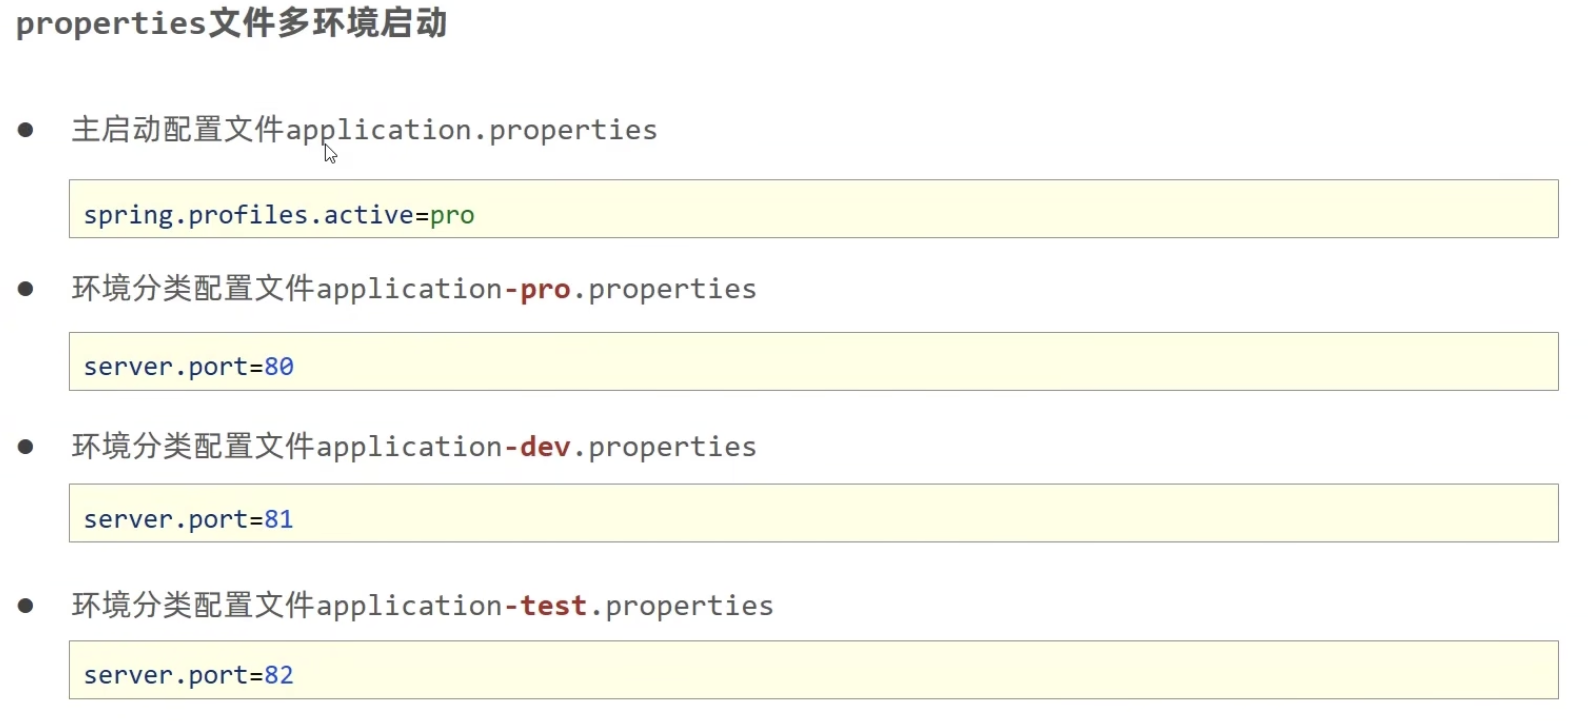 properties文件多环境启动
● 主启动配置文件application.properties
spring.profiles.active=pro
● 环境分类配置文件application-pro.properties
server.port=80
● 环境分类配置文件application-dev.properties
server.port=81
● 环境分类配置文件application-test.properties
server.port=82